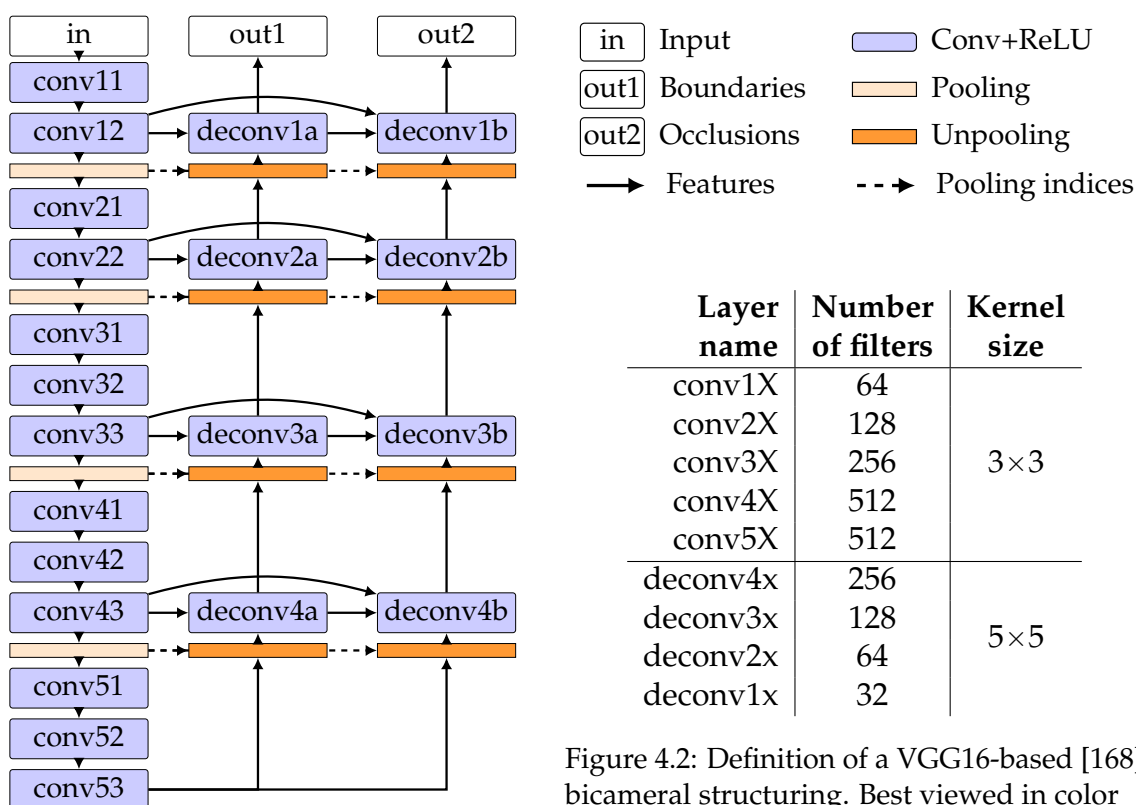 in out1 out2
conv11
conv12 deconv1a deconv1b
conv21
conv22 deconv2a deconv2b
conv31
conv32
conv33 deconv3a deconv3b
conv41
conv42
conv43 deconv4a deconv4b
conv51
conv52
conv53
in Input Conv+ReLU
out1 Boundaries Pooling
out2 Occlusions Unpooling
Features Pooling indices
Layer Number Kernel
name of filters size
conv1X 64
conv2X 128
conv3X 256 3×3
conv4X 512
conv5X 512
deconv4x 256
deconv3x 128
deconv2x 64 5×5
deconv1x 32
Figure 4.2: Definition of a VGG16-based [168]
bicameral structuring. Best viewed in color